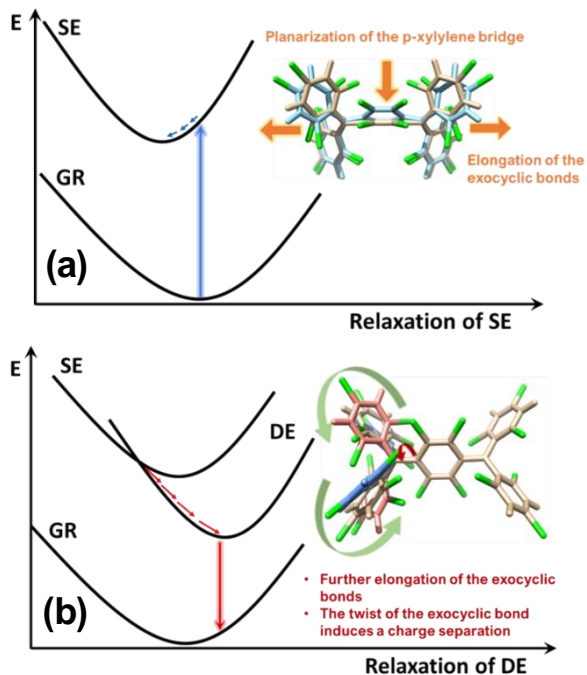 E
SE
Planarization of the p-xylylene bridge
Elongation of the
exocyclic bonds
GR
(a)
Relaxation of SE
E
SE
DE
GR
(b)
• Further elongation of the exocyclic
bonds
• The twist of the exocyclic bond
induces a charge separation
Relaxation of DE